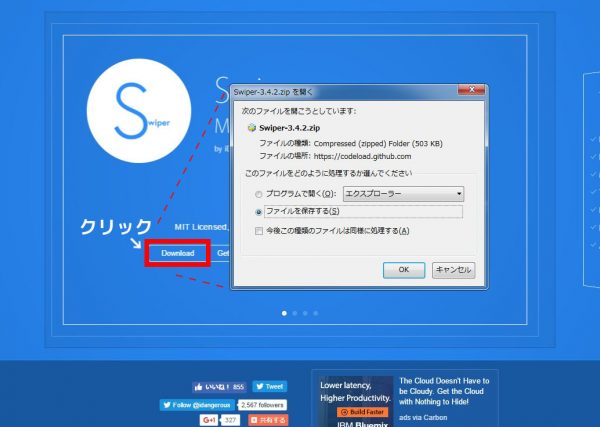 Swiper
S
M
by iD
MIT Licensed,
クリック
Download
Get
Swiper-3.4.2.zip を開く
次のファイルを開こうとしています:
Swiper-3.4.2.zip
ファイルの種類: Compressed (zipped) Folder (503 KB)
ファイルの場所: https://codeload.github.com
このファイルをどのように処理するか選んでください
プログラムで開く(O): エクスプローラー
ファイルを保存する(S)
今後この種類のファイルは同様に処理する(A)
OK キャンセル
いいね! 855 Tweet
Follow @idangerous 2,567 followers
G+1 327 共有する
Lower latency,
Higher Productivity.
Build Faster
IBM Bluemix
The Cloud Doesn't Have to
be Cloudy. Get the Cloud
with Nothing to Hide!
ads via Carbon